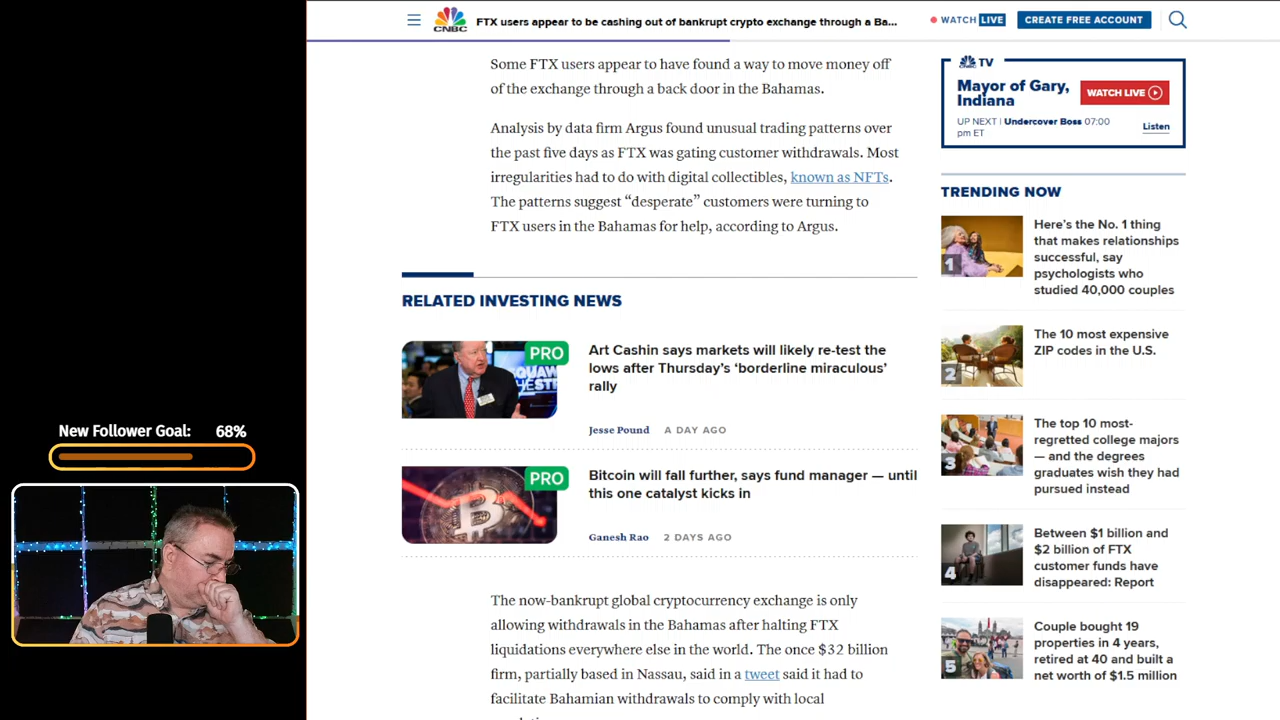 CNBC
FTX users appear to be cashing out of bankrupt crypto exchange through a Ba...
WATCH LIVE
CREATE FREE ACCOUNT
Some FTX users appear to have found a way to move money off
of the exchange through a back door in the Bahamas.
Analysis by data firm Argus found unusual trading patterns over
the past five days as FTX was gating customer withdrawals. Most
irregularities had to do with digital collectibles, known as NFTs.
The patterns suggest “desperate” customers were turning to
FTX users in the Bahamas for help, according to Argus.
RELATED INVESTING NEWS
PRO
Art Cashin says markets will likely re-test the
lows after Thursday’s ‘borderline miraculous’
rally
Jesse Pound A DAY AGO
PRO
Bitcoin will fall further, says fund manager — until
this one catalyst kicks in
Ganesh Rao 2 DAYS AGO
The now-bankrupt global cryptocurrency exchange is only
allowing withdrawals in the Bahamas after halting FTX
liquidations everywhere else in the world. The once $32 billion
firm, partially based in Nassau, said in a tweet said it had to
facilitate Bahamian withdrawals to comply with local
TV
Mayor of Gary,
Indiana
WATCH LIVE
UP NEXT | Undercover Boss 07:00
pm ET
Listen
TRENDING NOW
1
Here’s the No. 1 thing
that makes relationships
successful, say
psychologists who
studied 40,000 couples
2
The 10 most expensive
ZIP codes in the U.S.
3
The top 10 most-
regretted college majors
— and the degrees
graduates wish they had
pursued instead
4
Between $1 billion and
$2 billion of FTX
customer funds have
disappeared: Report
5
Couple bought 19
properties in 4 years,
retired at 40 and built a
net worth of $1.5 million
New Follower Goal: 68%